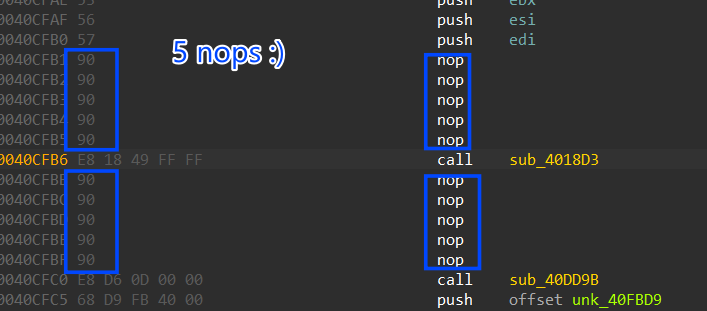 55 push ebx
0040CFAF 56 push esi
0040CFB0 57 push edi
5 nops :)
0040CFB1 90 nop
0040CFB2 90 nop
0040CFB3 90 nop
0040CFB4 90 nop
0040CFB5 90 nop
0040CFB6 E8 18 49 FF FF call sub_4018D3
0040CFBB 90 nop
0040CFBC 90 nop
0040CFBD 90 nop
0040CFBE 90 nop
0040CFBF 90 nop
0040CFC0 E8 D6 0D 00 00 call sub_40DD9B
0040CFC5 68 D9 FB 40 00 push offset unk_40FBD9